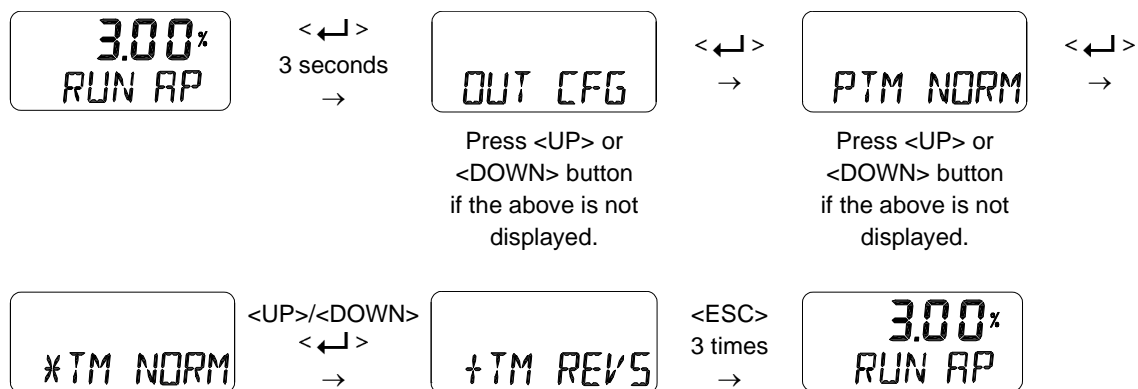 3.00%
RUN AP
< ↵ >
3 seconds
→
OUT CFG
Press <UP> or
<DOWN> button
if the above is not
displayed.
< ↵ >
→
PTM NORM
Press <UP> or
<DOWN> button
if the above is not
displayed.
< ↵ >
→
*TM NORM
<UP>/<DOWN>
< ↵ >
→
+TM REVS
<ESC>
3 times
→
3.00%
RUN AP